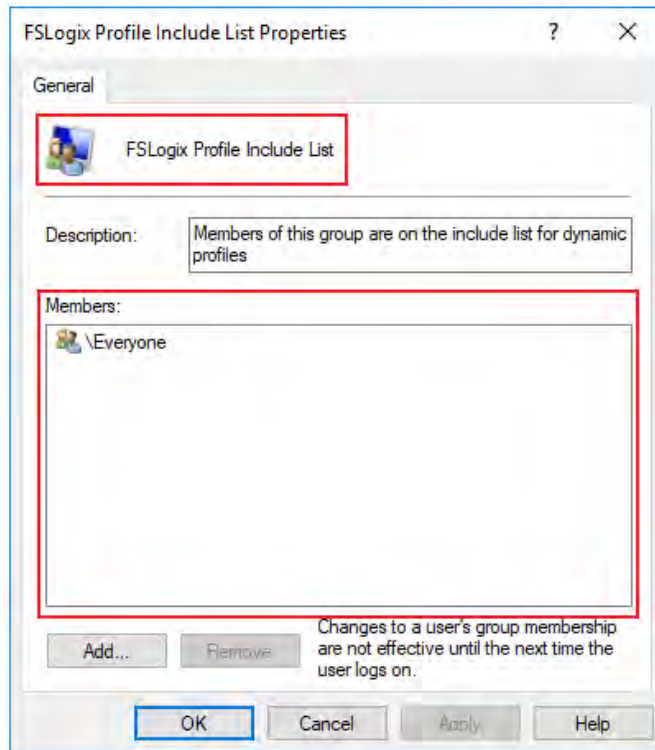 FSLogix Profile Include List Properties
?
General
FSLogix Profile Include List
Description:
Members of this group are on the include list for dynamic
profiles
Members:
\Everyone
Add...
Remove
Changes to a user's group membership
are not effective until the next time the
user logs on.
OK
Cancel
Apply
Help